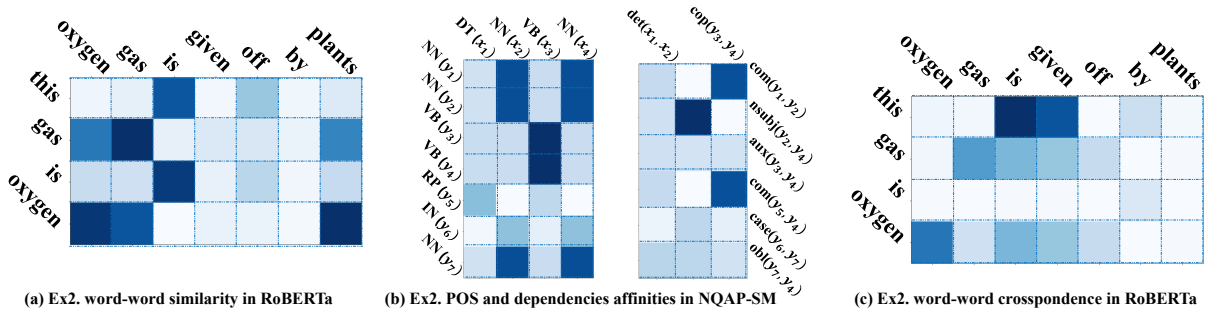 oxygen gas is given off by plants
this
gas
is
oxygen
(a) Ex2. word-word similarity in RoBERTa
DT (x₁) NN (x₂) VB (x₃) NN (x₄)
NN (y₁)
NN (y₂)
VB (y₃)
VB (y₄)
RP (y₅)
IN (y₆)
NN (y₇)
det(x₁, x₂) cop(y₃, y₄)
com(y₁, y₂)
nsubj(y₂, y₄)
aux(y₃, y₄)
com(y₅, y₄)
case(y₆, y₇)
obl(y₇, y₄)
(b) Ex2. POS and dependencies affinities in NQAP-SM
oxygen gas is given off by plants
this
gas
is
oxygen
(c) Ex2. word-word crosspondence in RoBERTa